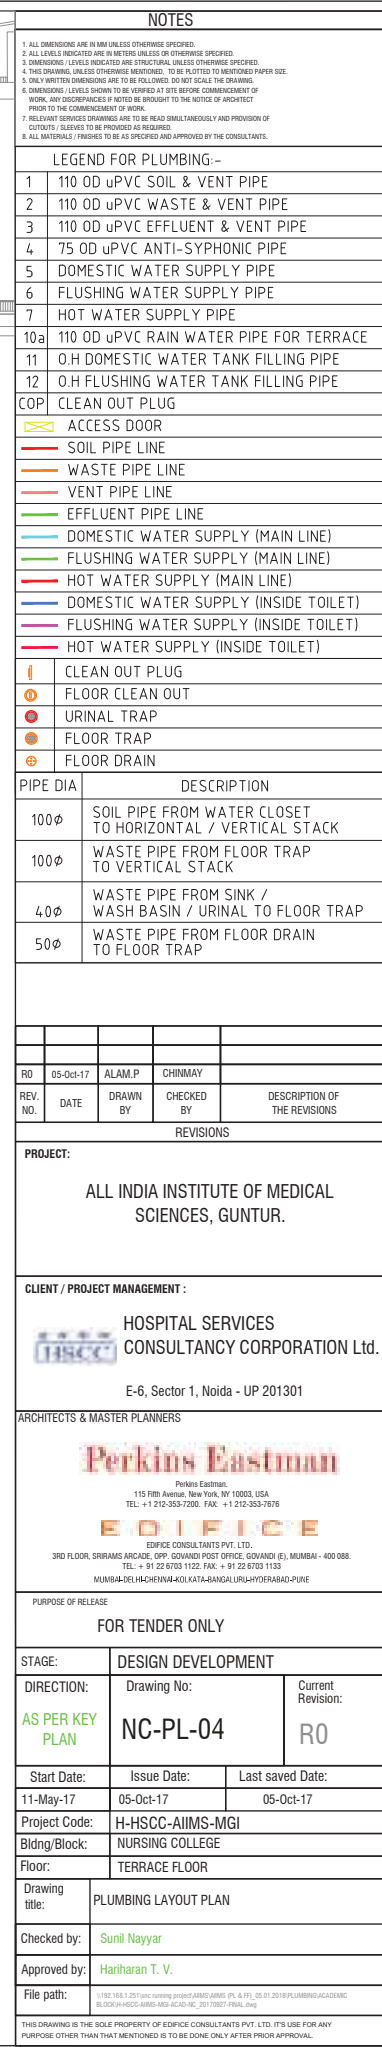 NOTES
1. ALL DIMENSIONS ARE IN MM UNLESS OTHERWISE SPECIFIED.
2. ALL LEVELS INDICATED ARE IN METERS UNLESS OR OTHERWISE SPECIFIED.
3. DIMENSIONS / LEVELS INDICATED ARE STRUCTURAL UNLESS OTHERWISE SPECIFIED.
4. THIS DRAWING, UNLESS OTHERWISE MENTIONED, TO BE PLOTTED TO MENTIONED PAPER SIZE.
5. ONLY WRITTEN DIMENSIONS ARE TO BE FOLLOWED. DO NOT SCALE THE DRAWING.
6. DIMENSIONS / LEVELS SHOWN TO BE VERIFIED AT SITE BEFORE COMMENCEMENT OF
WORK, ANY DISCREPANCIES IF NOTED BE BROUGHT TO THE NOTICE OF ARCHITECT
PRIOR TO THE COMMENCEMENT OF WORK.
7. RELEVANT SERVICES DRAWINGS ARE TO BE READ SIMULTANEOUSLY AND PROVISION OF
CUTOUTS / SLEEVES TO BE PROVIDED AS REQUIRED.
8. ALL MATERIALS / FINISHES TO BE AS SPECIFIED AND APPROVED BY THE CONSULTANTS.
LEGEND FOR PLUMBING:-
1 110 OD uPVC SOIL & VENT PIPE
2 110 OD uPVC WASTE & VENT PIPE
3 110 OD uPVC EFFLUENT & VENT PIPE
4 75 OD uPVC ANTI-SYPHONIC PIPE
5 DOMESTIC WATER SUPPLY PIPE
6 FLUSHING WATER SUPPLY PIPE
7 HOT WATER SUPPLY PIPE
10a 110 OD uPVC RAIN WATER PIPE FOR TERRACE
11 O.H DOMESTIC WATER TANK FILLING PIPE
12 O.H FLUSHING WATER TANK FILLING PIPE
COP CLEAN OUT PLUG
ACCESS DOOR
SOIL PIPE LINE
WASTE PIPE LINE
VENT PIPE LINE
EFFLUENT PIPE LINE
DOMESTIC WATER SUPPLY (MAIN LINE)
FLUSHING WATER SUPPLY (MAIN LINE)
HOT WATER SUPPLY (MAIN LINE)
DOMESTIC WATER SUPPLY (INSIDE TOILET)
FLUSHING WATER SUPPLY (INSIDE TOILET)
HOT WATER SUPPLY (INSIDE TOILET)
CLEAN OUT PLUG
FLOOR CLEAN OUT
URINAL TRAP
FLOOR TRAP
FLOOR DRAIN
PIPE DIA DESCRIPTION
100ø SOIL PIPE FROM WATER CLOSET
TO HORIZONTAL / VERTICAL STACK
100ø WASTE PIPE FROM FLOOR TRAP
TO VERTICAL STACK
40ø WASTE PIPE FROM SINK /
WASH BASIN / URINAL TO FLOOR TRAP
50ø WASTE PIPE FROM FLOOR DRAIN
TO FLOOR TRAP
R0 05-Oct-17 ALAM.P CHINMAY
REV. NO. DATE DRAWN BY CHECKED BY DESCRIPTION OF THE REVISIONS
REVISIONS
PROJECT:
ALL INDIA INSTITUTE OF MEDICAL
SCIENCES, GUNTUR.
CLIENT / PROJECT MANAGEMENT :
HSCC
HOSPITAL SERVICES
CONSULTANCY CORPORATION Ltd.
E-6, Sector 1, Noida - UP 201301
ARCHITECTS & MASTER PLANNERS
Perkins Eastman
Perkins Eastman.
115 Fifth Avenue, New York, NY 10003, USA
TEL: +1 212-353-7200. FAX: +1 212-353-7676
EDIFICE
EDIFICE CONSULTANTS PVT. LTD.
3RD FLOOR, SRIRAMS ARCADE, OPP. GOVANDI POST OFFICE, GOVANDI (E), MUMBAI - 400 088.
TEL: + 91 22 6703 1122. FAX: + 91 22 6703 1133
MUMBAI-DELHI-CHENNAI-KOLKATA-BANGALURU-HYDERABAD-PUNE
PURPOSE OF RELEASE
FOR TENDER ONLY
STAGE: DESIGN DEVELOPMENT
DIRECTION: Drawing No: Current Revision:
AS PER KEY PLAN NC-PL-04 R0
Start Date: Issue Date: Last saved Date:
11-May-17 05-Oct-17 05-Oct-17
Project Code: H-HSCC-AIIMS-MGI
Bldng/Block: NURSING COLLEGE
Floor: TERRACE FLOOR
Drawing title: PLUMBING LAYOUT PLAN
Checked by: Sunil Nayyar
Approved by: Hariharan T. V.
File path: \\192.168.1.251\pnc running project\AIIMS\AIIMS (PL & FF)_05.01.2018\PLUMBING\ACADEMIC
BLOCK\H-HSCC-AIIMS-MGI-ACAD-NC_20170927-FINAL.dwg
THIS DRAWING IS THE SOLE PROPERTY OF EDIFICE CONSULTANTS PVT. LTD. IT'S USE FOR ANY
PURPOSE OTHER THAN THAT MENTIONED IS TO BE DONE ONLY AFTER PRIOR APPROVAL.